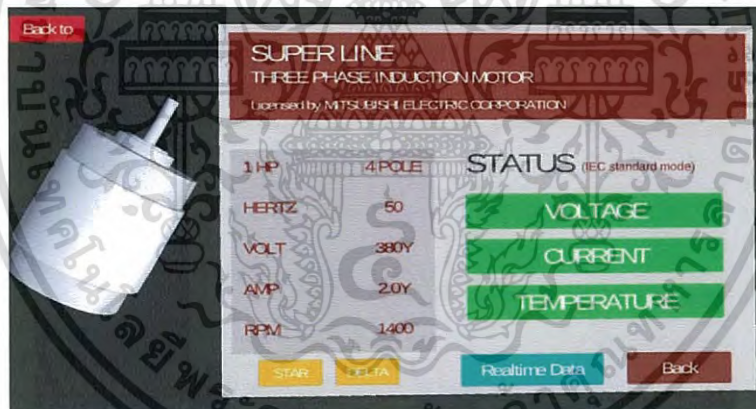 Back to
SUPER LINE
THREE PHASE INDUCTION MOTOR
Licensed by MITSUBISHI ELECTRIC CORPORATION
1 HP 4 POLE
HERTZ 50
VOLT 380Y
AMP 2.0Y
RPM 1400
STAR DELTA
STATUS (IEC standard mode)
VOLTAGE
CURRENT
TEMPERATURE
Realtime Data Back